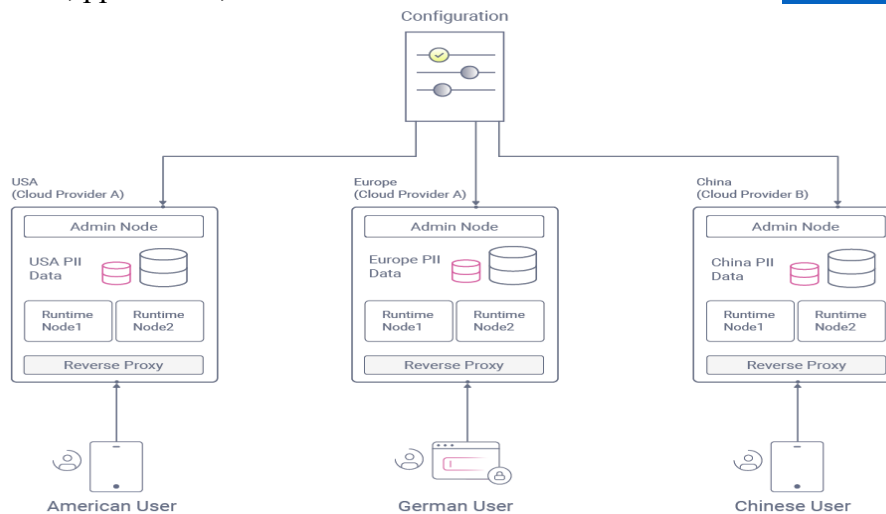 Configuration
USA
(Cloud Provider A)
Admin Node
USA PII
Data
Runtime
Node1
Runtime
Node2
Reverse Proxy
American User
Europe
(Cloud Provider A)
Admin Node
Europe PII
Data
Runtime
Node1
Runtime
Node2
Reverse Proxy
German User
China
(Cloud Provider B)
Admin Node
China PII
Data
Runtime
Node1
Runtime
Node2
Reverse Proxy
Chinese User